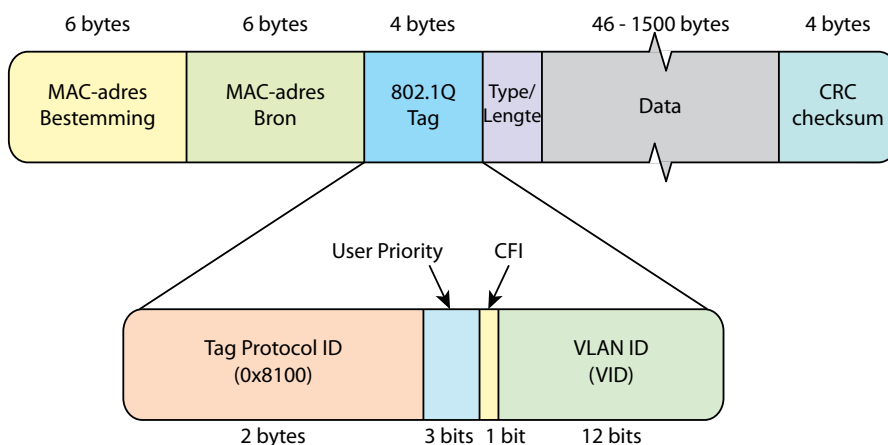 6 bytes 6 bytes 4 bytes 46 - 1500 bytes 4 bytes
MAC-adres
Bestemming
MAC-adres
Bron
802.1Q
Tag
Type/
Lengte
Data
CRC
checksum
User Priority CFI
Tag Protocol ID
(0x8100)
VLAN ID
(VID)
2 bytes 3 bits 1 bit 12 bits